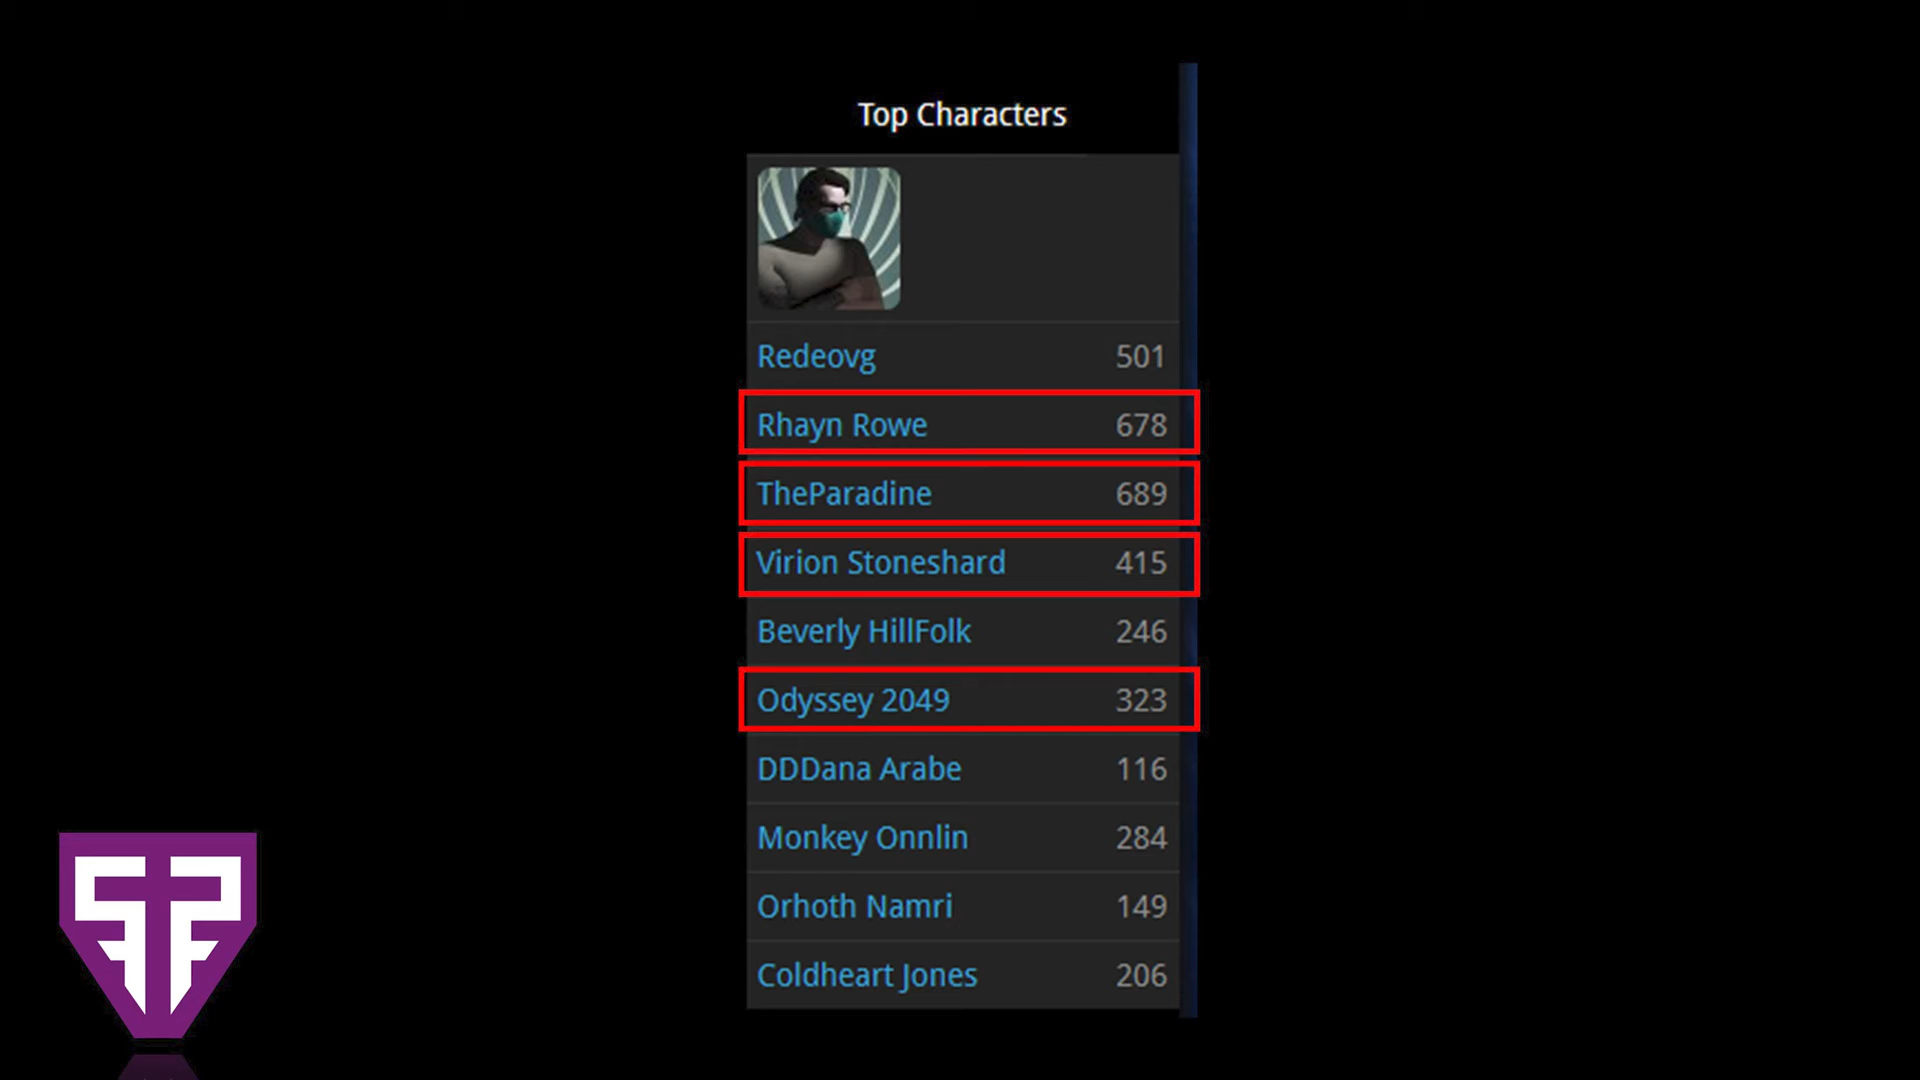 Top Characters
Redeovg 501
Rhayn Rowe 678
TheParadine 689
Virion Stoneshard 415
Beverly HillFolk 246
Odyssey 2049 323
DDDana Arabe 116
Monkey Onnlin 284
Orhoth Namri 149
Coldheart Jones 206